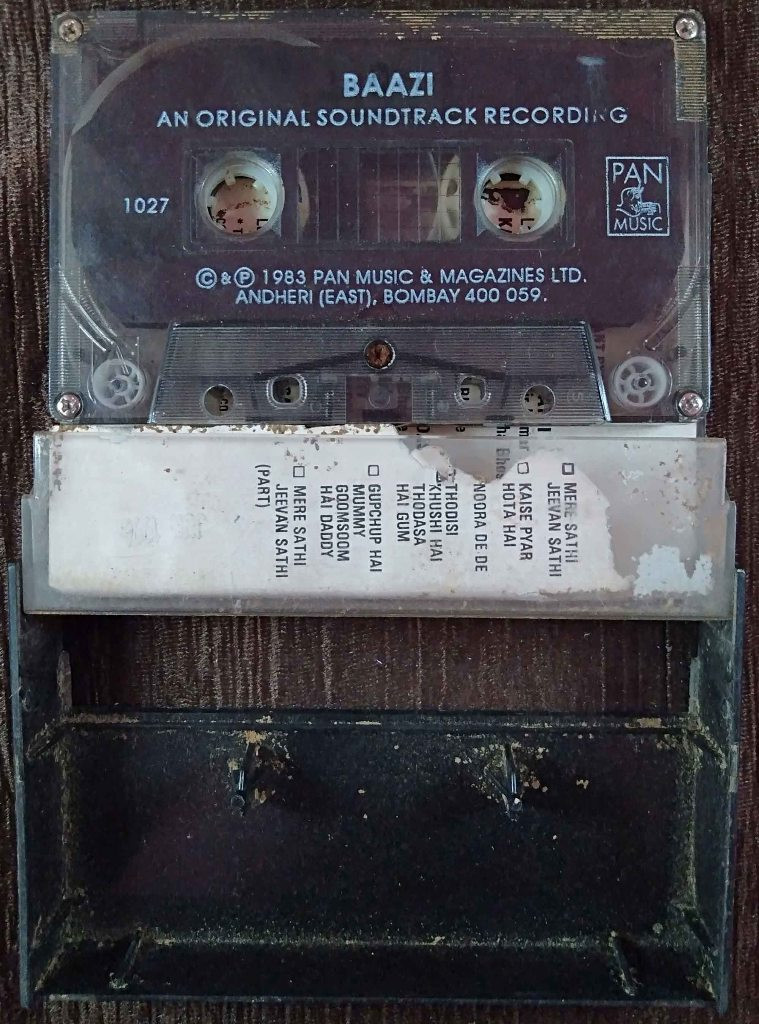 BAAZI
AN ORIGINAL SOUNDTRACK RECORDING
1027
PAN
MUSIC
© & ℗ 1983 PAN MUSIC & MAGAZINES LTD.
ANDHERI (EAST), BOMBAY 400 059.
□ MERE SATHI
JEEVAN SATHI
□ KAISE PYAR
HOTA HAI
NOORA DE DE
THODISI
KHUSHI HAI
THODASA
HAI GUM
□ GUPCHUP HAI
MUMMY
GOOMSOOM
HAI DADDY
□ MERE SATHI
JEEVAN SATHI
(PART)